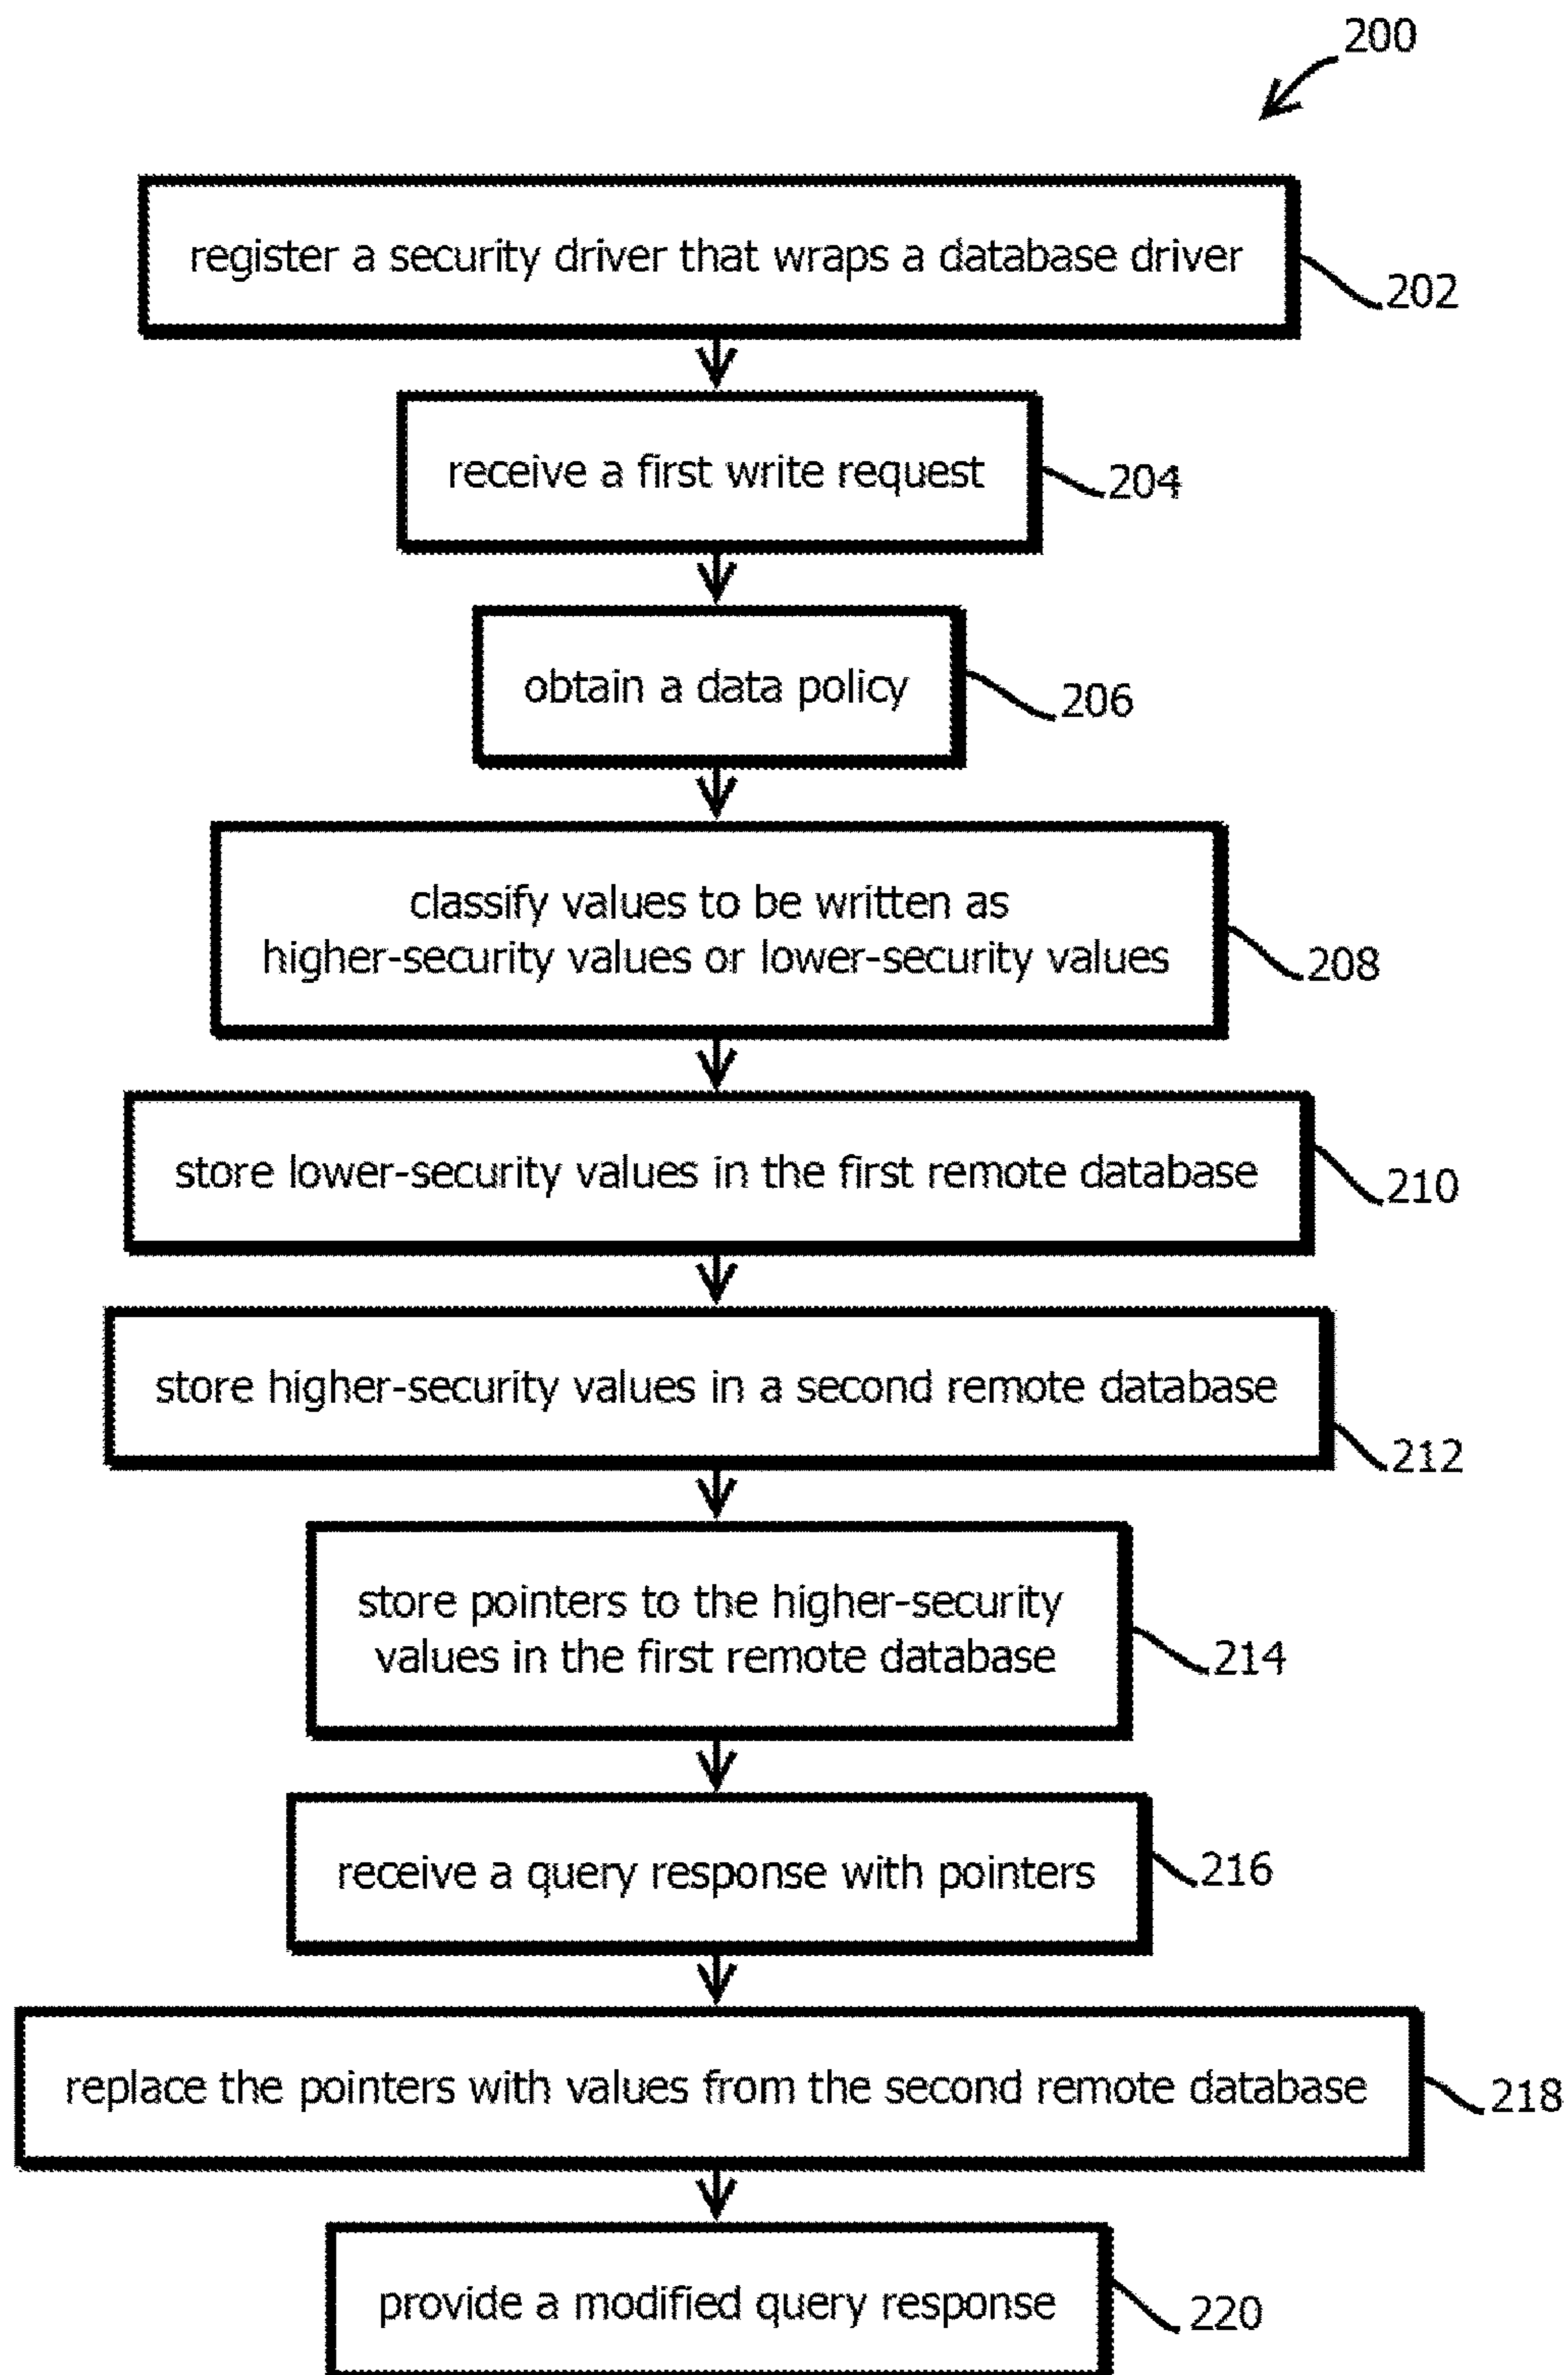 200
register a security driver that wraps a database driver
202
receive a first write request
204
obtain a data policy
206
classify values to be written as
higher-security values or lower-security values
208
store lower-security values in the first remote database
210
store higher-security values in a second remote database
212
store pointers to the higher-security
values in the first remote database
214
receive a query response with pointers
216
replace the pointers with values from the second remote database
218
provide a modified query response
220